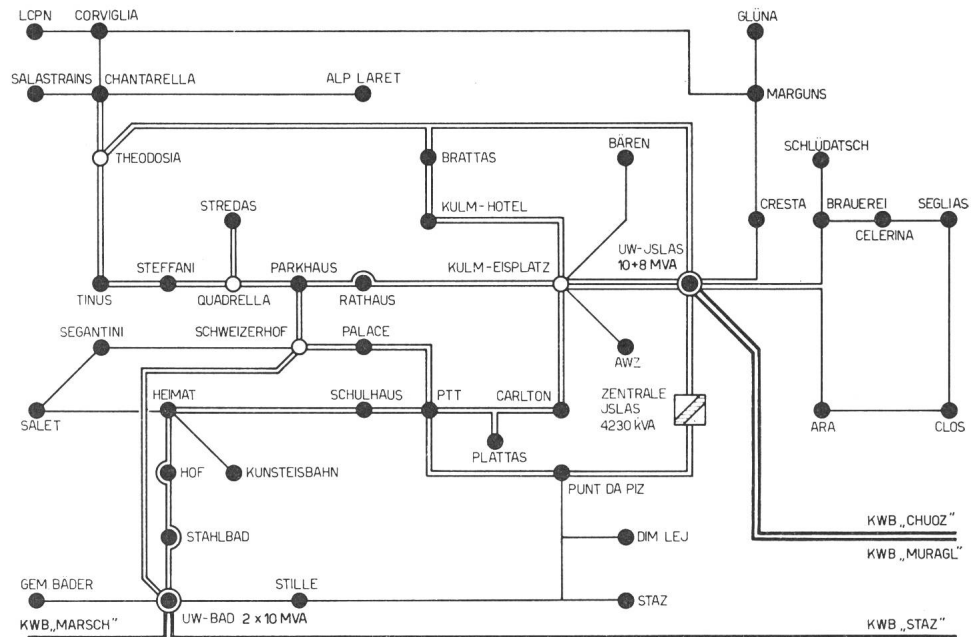 LCPN CORVIGLIA GLÜNA
SALASTRAINS CHANTARELLA ALP LARET MARGUNS
THEODOSIA BRATTAS BÄREN SCHLÜDATSCH
STREDAS KULM-HOTEL CRESTA BRAUEREI SEGLIAS
CELERINA
UW-JSLAS
10+8 MVA
STEFFANI PARKHAUS KULM-EISPLATZ
TINUS QUADRELLA RATHAUS
SEGANTINI SCHWEIZERHOF PALACE
AWZ
HEIMAT SCHULHAUS PTT CARLTON ZENTRALE
JSLAS
4230 kVA
SALET PLATTAS ARA CLOS
HOF KUNSTEISBAHN PUNT DA PIZ
KWB „CHUOZ"
STAHLBAD DIM LEJ
KWB „MURAGL"
GEM BÄDER STILLE
STAZ
UW-BAD 2 x 10 MVA
KWB „MARSCH" KWB „STAZ"